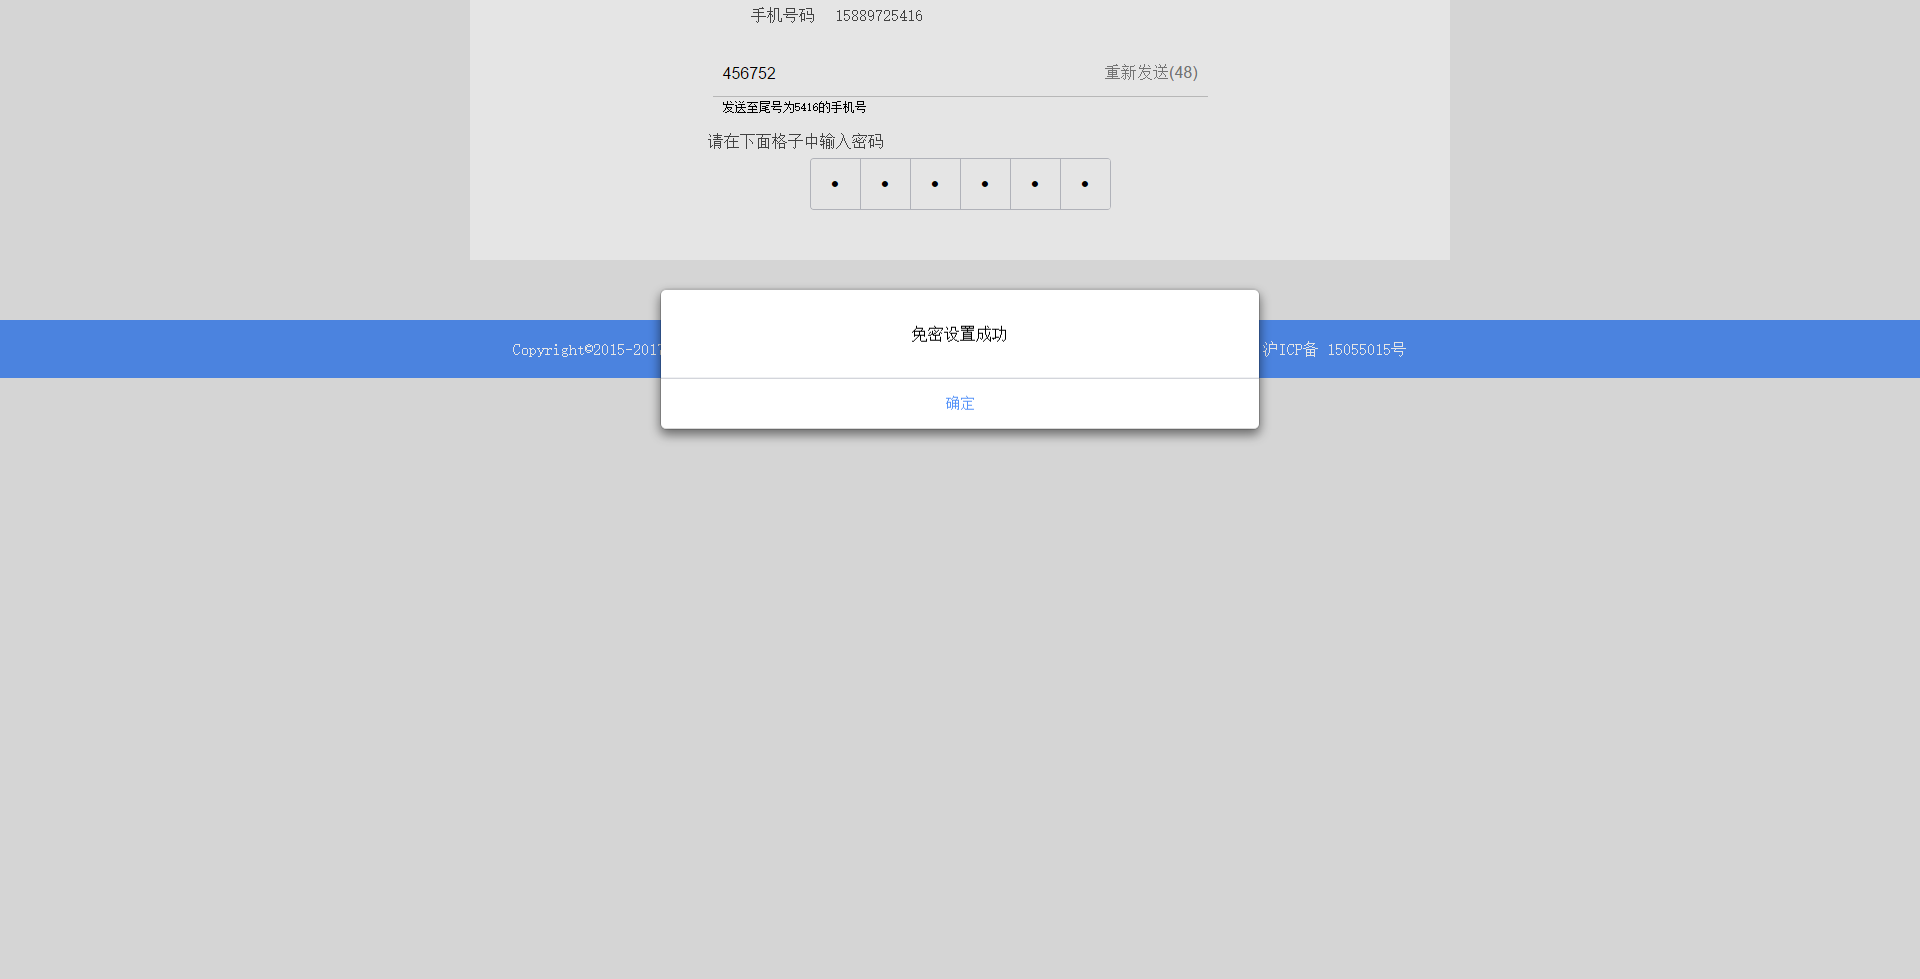 手机号码 15889725416
456752 重新发送(48)
发送至尾号为5416的手机号
请在下面格子中输入密码
免密设置成功
Copyright©2015-2017 沪ICP备 15055015号
确定